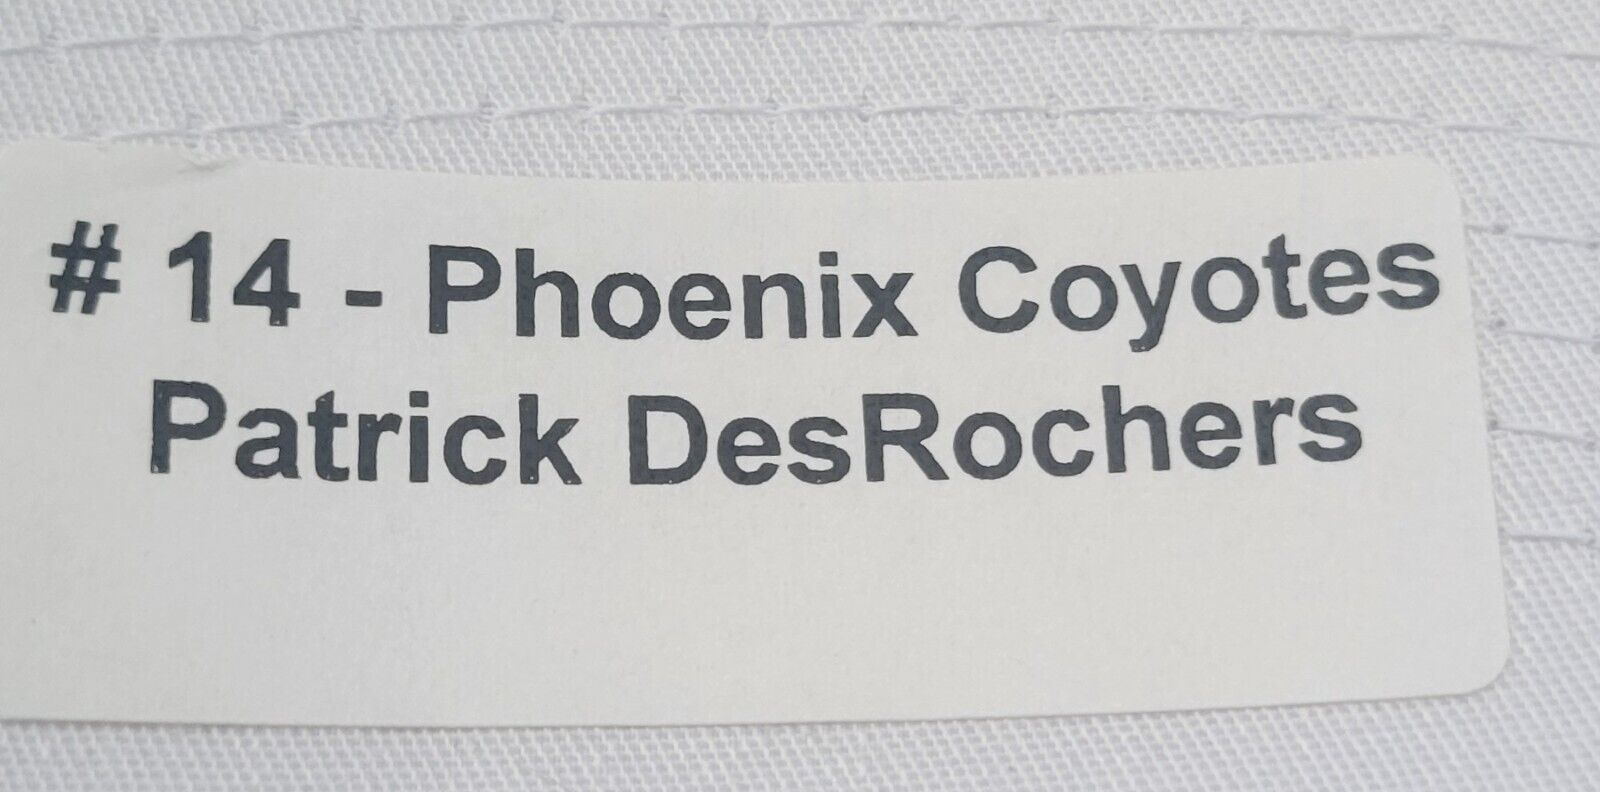 # 14 - Phoenix Coyotes
Patrick DesRochers